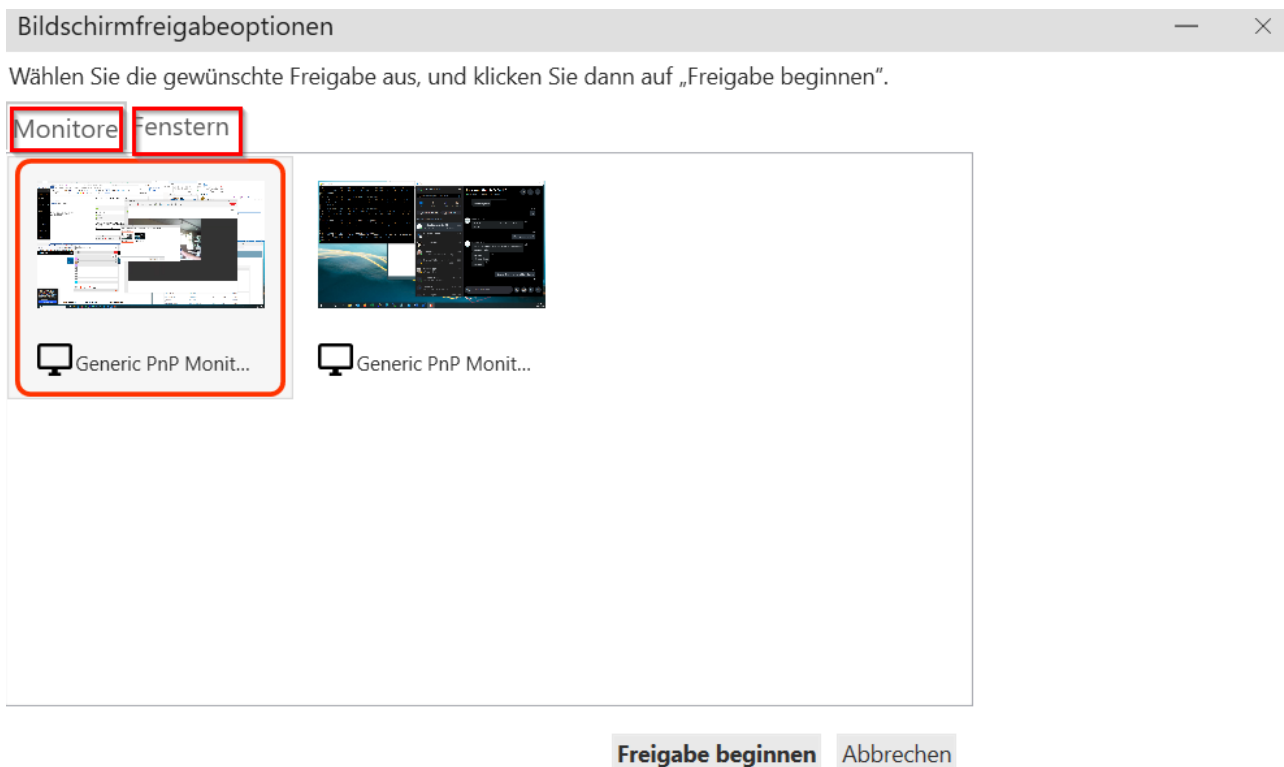 Bildschirmfreigabeoptionen
Wählen Sie die gewünschte Freigabe aus, und klicken Sie dann auf „Freigabe beginnen”.
Monitore Fenstern
Generic PnP Monit... Generic PnP Monit...
Freigabe beginnen Abbrechen